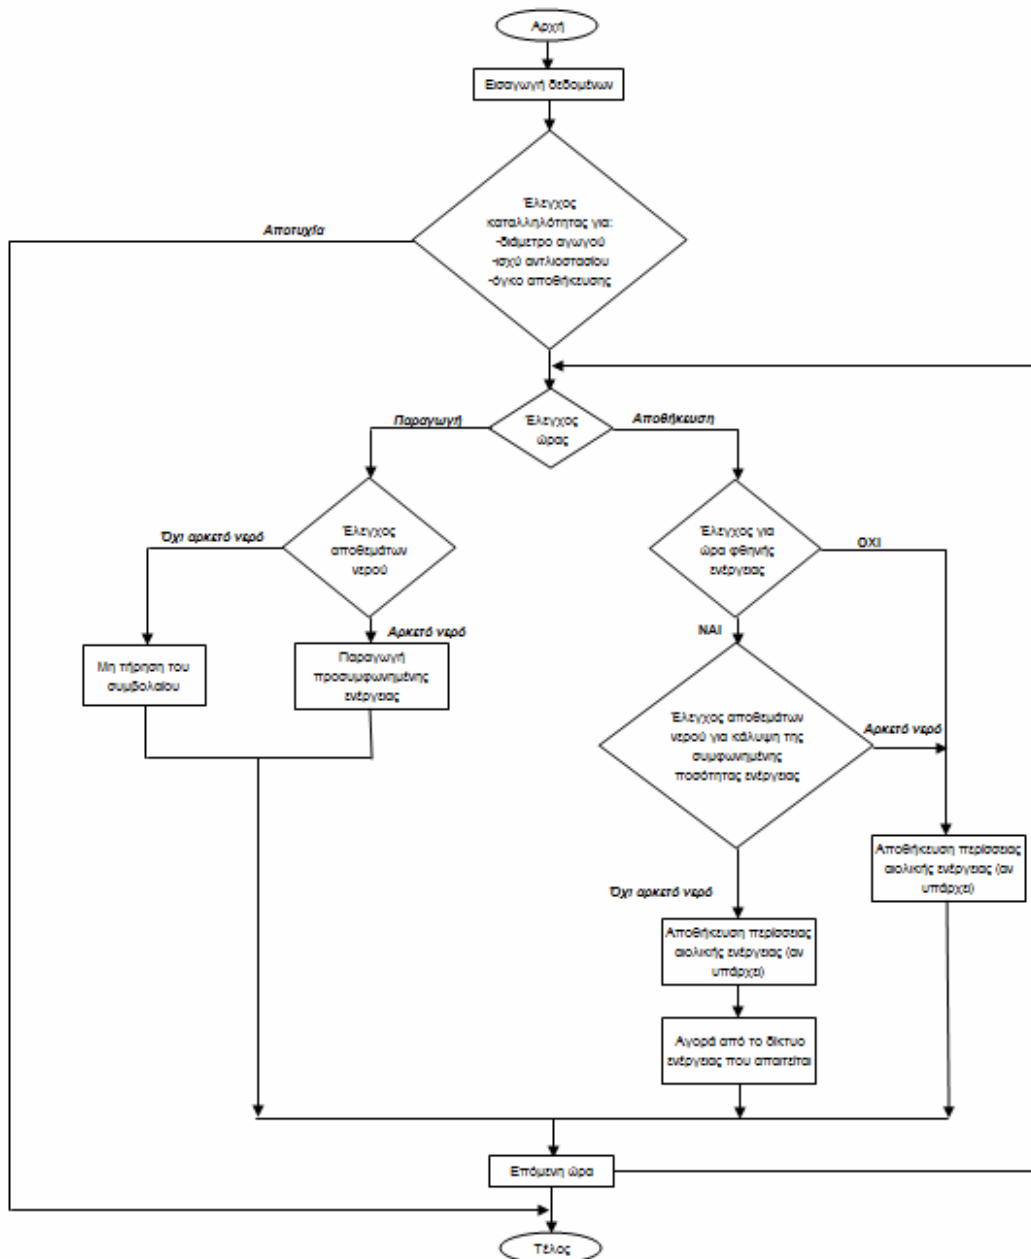 Αρχή
Εισαγωγή δεδομένων
Έλεγχος
καταλληλότητας για:
-διάμετρο αγωγού
-ισχύ αντλιοστασίου
-όγκο αποθήκευσης
Αποτυχία
Παραγωγή
Έλεγχος
ώρας
Αποθήκευση
Όχι αρκετό νερό
Έλεγχος
αποθεμάτων
νερού
Έλεγχος για
ώρα φθηνής
ενέργειας
ΟΧΙ
Αρκετό νερό
ΝΑΙ
Μη τήρηση του
συμβολαίου
Παραγωγή
προσυμφωνημένης
ενέργειας
Έλεγχος αποθεμάτων
νερού για κάλυψη της
συμφωνημένης
ποσότητας ενέργειας
Αρκετό νερό
Αποθήκευση περίσσειας
αιολικής ενέργειας (αν
υπάρχει)
Όχι αρκετό νερό
Αποθήκευση περίσσειας
αιολικής ενέργειας (αν
υπάρχει)
Αγορά από το δίκτυο
ενέργειας που απαιτείται
Επόμενη ώρα
Τέλος